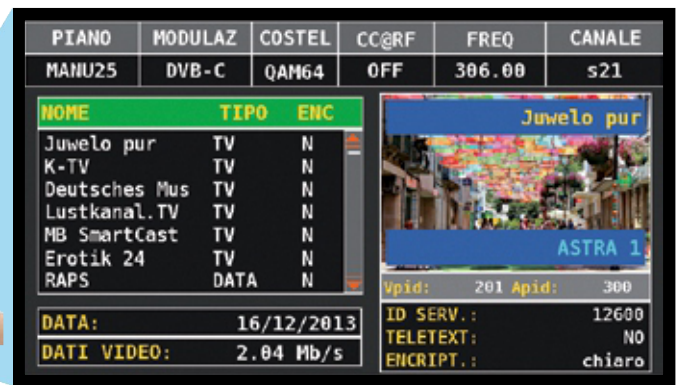 PIANO MODULAZ COSTEL CC@RF FREQ CANALE
MANU25 DVB-C QAM64 OFF 306.00 s21
NOME TIPO ENC
Juwelo pur TV N
K-TV TV N
Deutsches Mus TV N
Lustkanal.TV TV N
MB SmartCast TV N
Erotik 24 TV N
RAPS DATA N
DATA: 16/12/2013
DATI VIDEO: 2.04 Mb/s
Juwelo pur
ASTRA 1
Vpid: 201 Apid: 300
ID SERV.: 12600
TELETEXT: NO
ENCRIPT.: chiaro